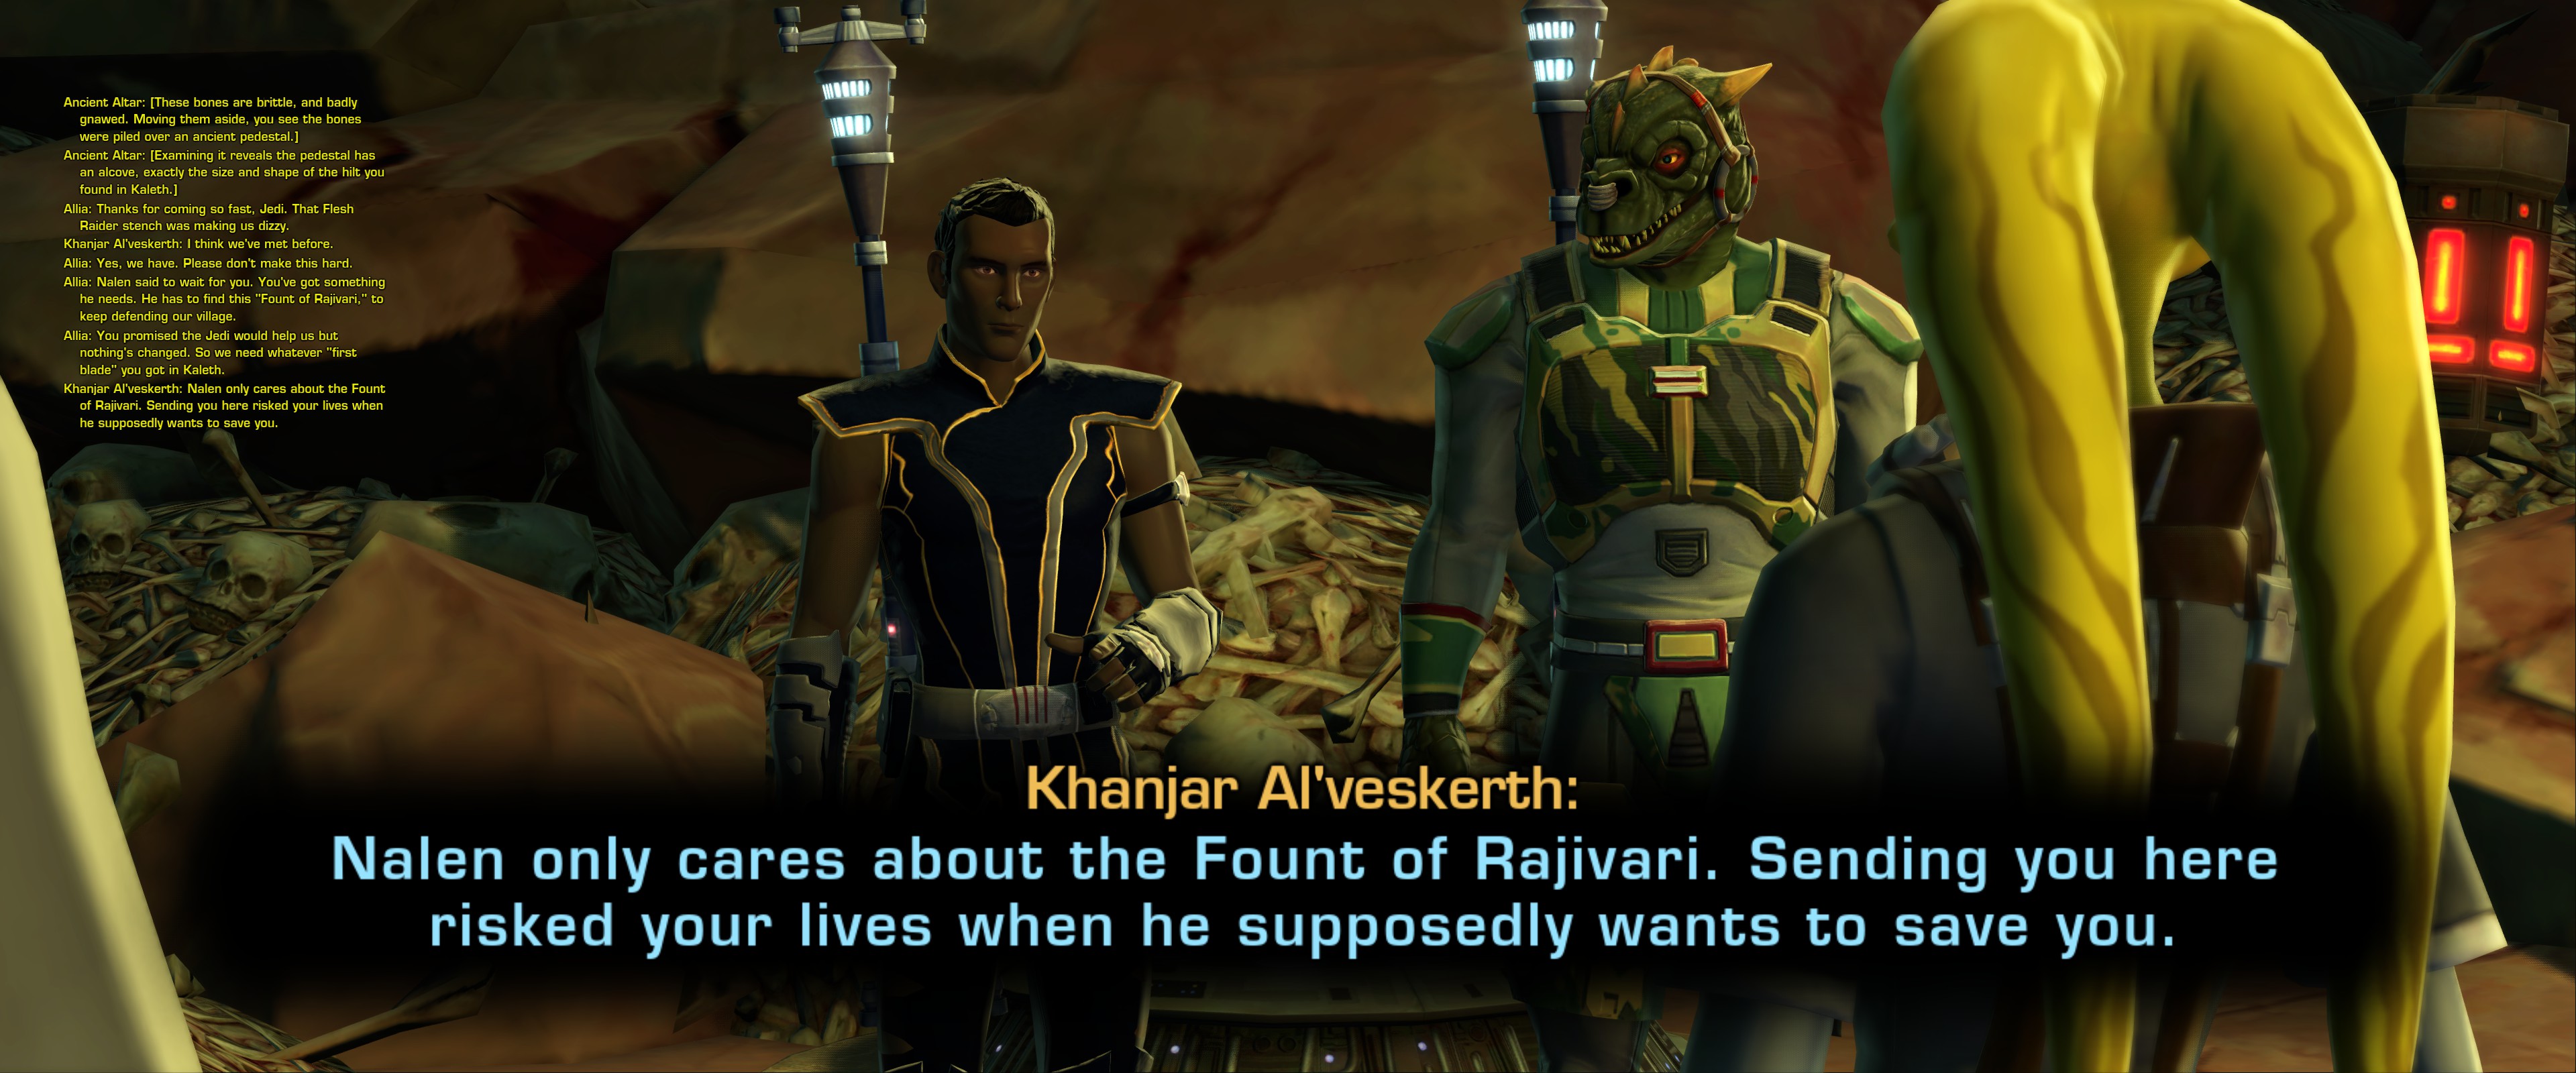 Ancient Altar: [These bones are brittle, and badly
gnawed. Moving them aside, you see the bones
were piled over an ancient pedestal.]
Ancient Altar: [Examining it reveals the pedestal has
an alcove, exactly the size and shape of the hilt you
found in Kaleth.]
Allia: Thanks for coming so fast, Jedi. That Flesh
Raider stench was making us dizzy.
Khanjar Al'veskerth: I think we've met before.
Allia: Yes, we have. Please don't make this hard.
Allia: Nalen said to wait for you. You've got something
he needs. He has to find this "Fount of Rajivari," to
keep defending our village.
Allia: You promised the Jedi would help us but
nothing's changed. So we need whatever "first
blade" you got in Kaleth.
Khanjar Al'veskerth: Nalen only cares about the Fount
of Rajivari. Sending you here risked your lives when
he supposedly wants to save you.
Khanjar Al'veskerth:
Nalen only cares about the Fount of Rajivari. Sending you here
risked your lives when he supposedly wants to save you.